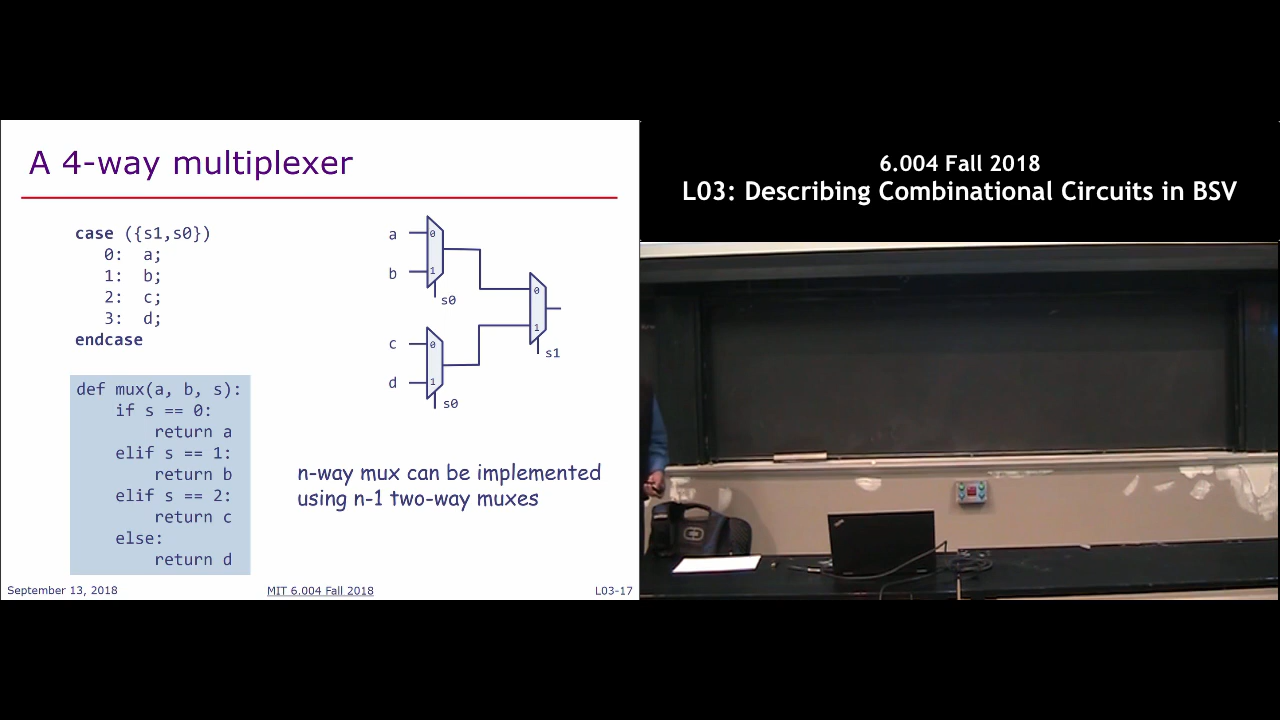 A 4-way multiplexer
case ({s1,s0})
0: a;
1: b;
2: c;
3: d;
endcase
def mux(a, b, s):
if s == 0:
return a
elif s == 1:
return b
elif s == 2:
return c
else:
return d
a
0
b
1
s0
c
0
d
1
s0
0
1
s1
n-way mux can be implemented
using n-1 two-way muxes
September 13, 2018
MIT 6.004 Fall 2018
L03-17
6.004 Fall 2018
L03: Describing Combinational Circuits in BSV